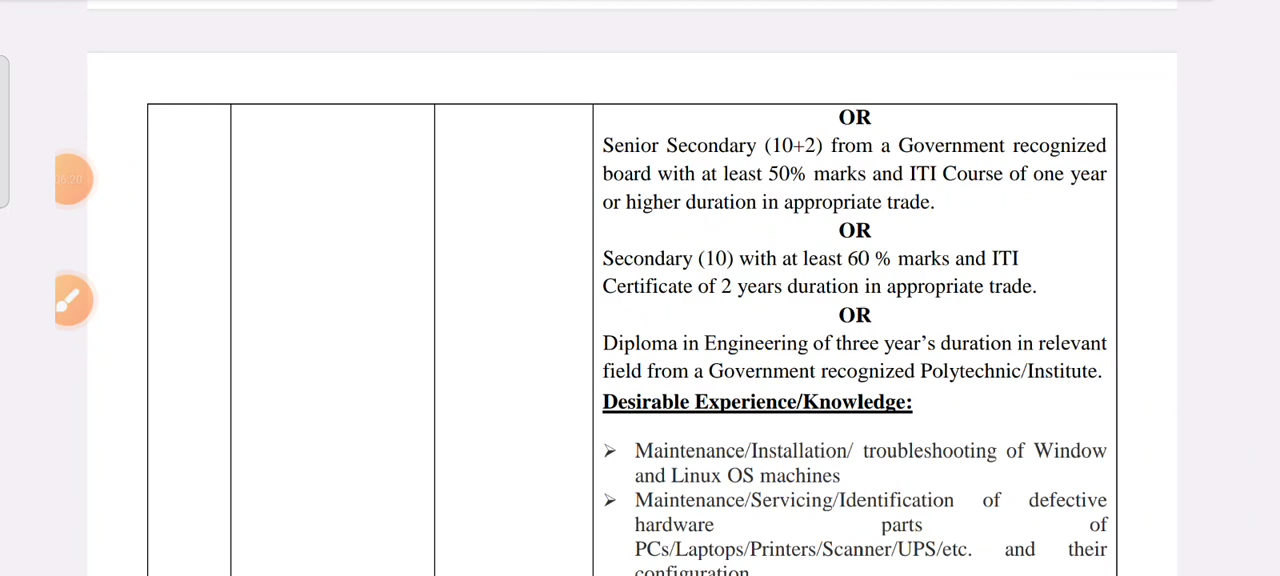 OR
Senior Secondary (10+2) from a Government recognized
board with at least 50% marks and ITI Course of one year
or higher duration in appropriate trade.
OR
Secondary (10) with at least 60 % marks and ITI
Certificate of 2 years duration in appropriate trade.
OR
Diploma in Engineering of three year’s duration in relevant
field from a Government recognized Polytechnic/Institute.
Desirable Experience/Knowledge:
➢ Maintenance/Installation/ troubleshooting of Window
and Linux OS machines
➢ Maintenance/Servicing/Identification of defective
hardware parts of
PCs/Laptops/Printers/Scanner/UPS/etc. and their
configuration
06:20